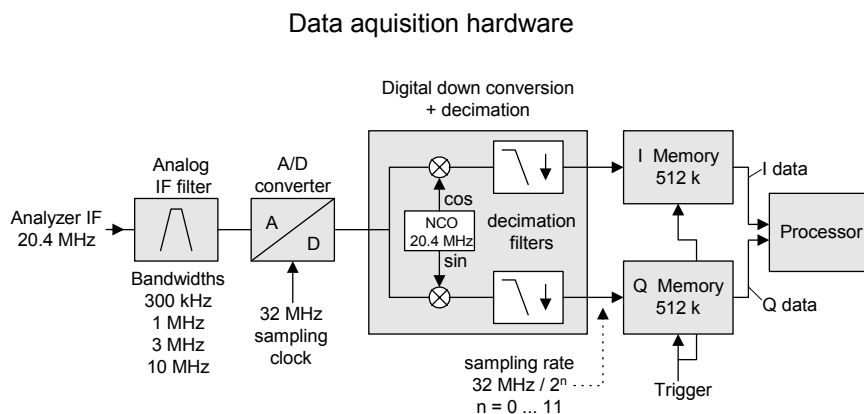 Data aquisition hardware
Digital down conversion
+ decimation
Analog
IF filter
A/D
converter
Analyzer IF
20.4 MHz
A
D
Bandwidths
300 kHz
1 MHz
3 MHz
10 MHz
32 MHz
sampling
clock
cos
NCO
20.4 MHz
sin
decimation
filters
I Memory
512 k
I data
Processor
Q Memory
512 k
Q data
sampling rate
32 MHz / 2ⁿ
n = 0 ... 11
Trigger